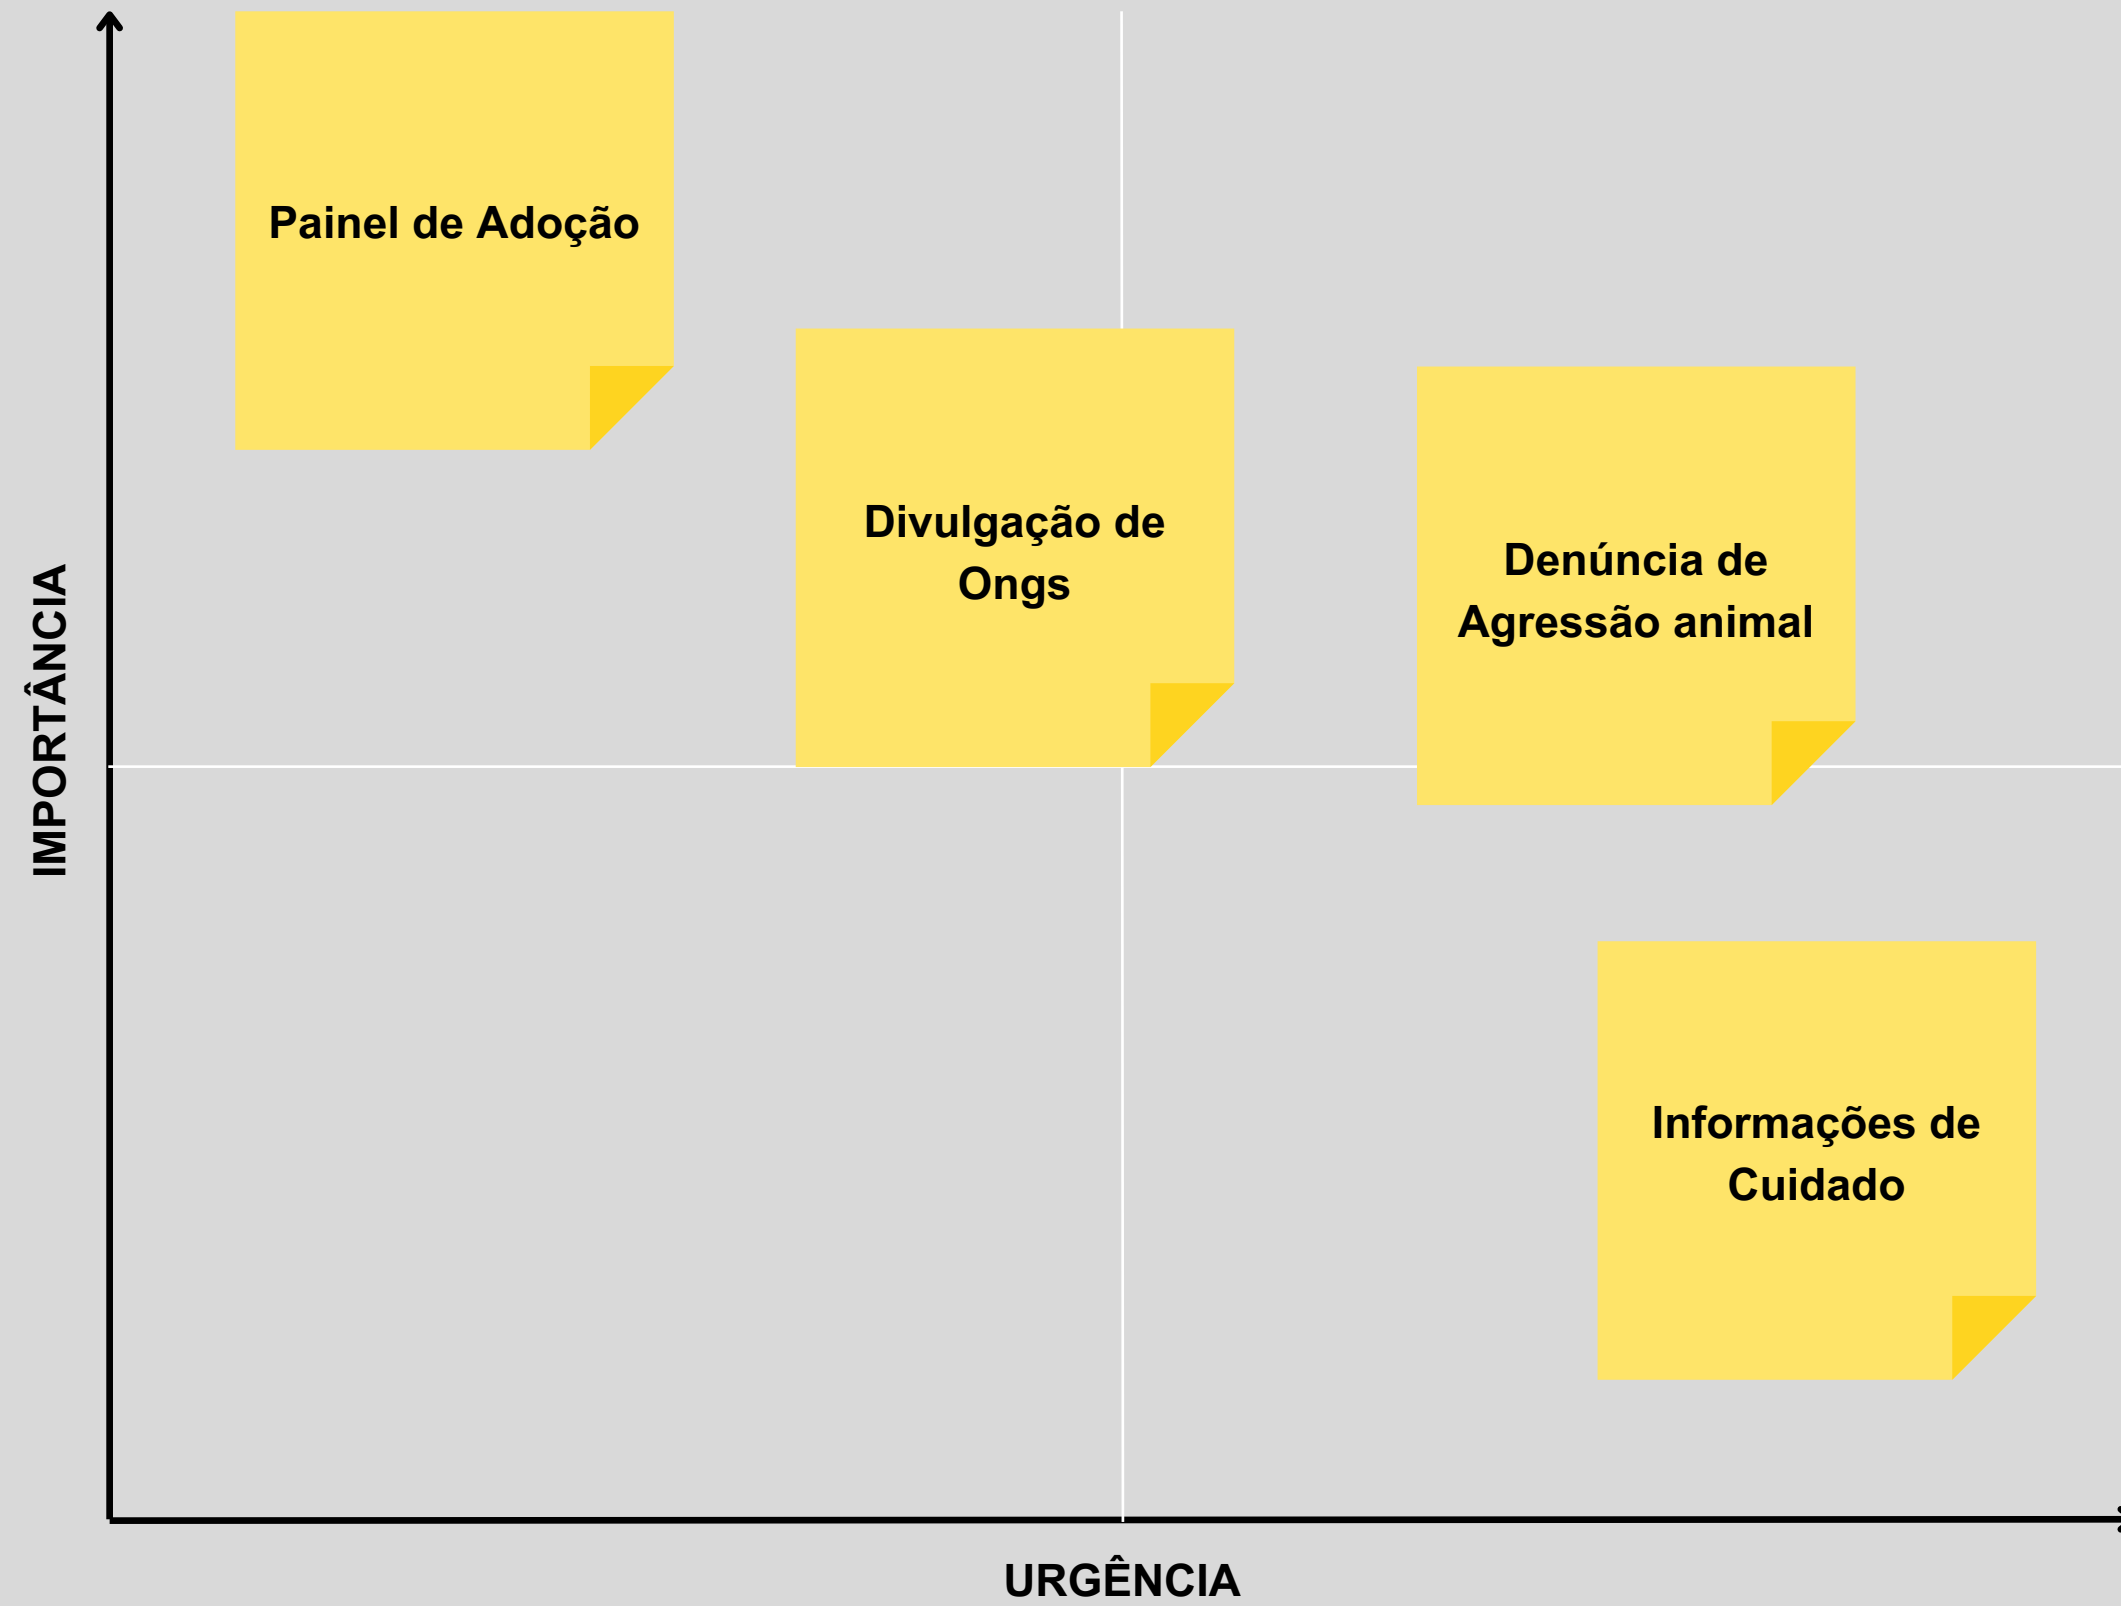 Painel de Adoção
Divulgação de
Ongs
Denúncia de
Agressão animal
IMPORTÂNCIA
Informações de
Cuidado
URGÊNCIA